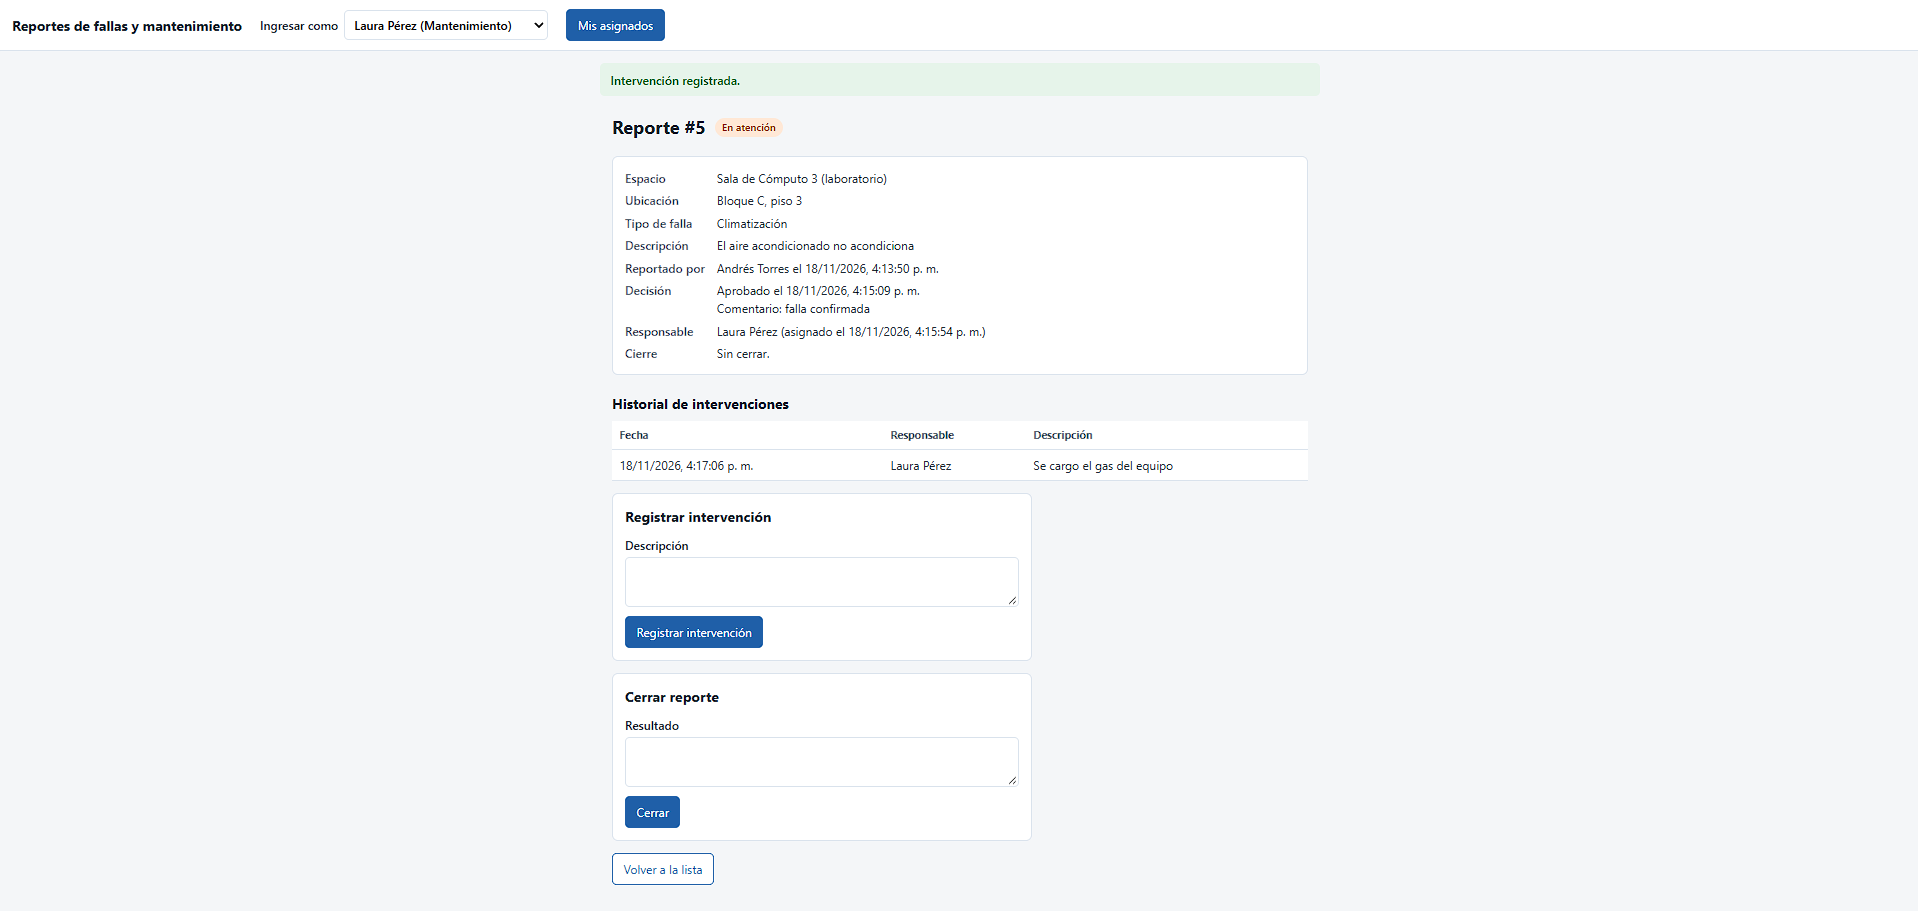 Reportes de fallas y mantenimiento Ingresar como Laura Pérez (Mantenimiento) Mis asignados
Intervención registrada.
Reporte #5 En atención
Espacio Sala de Cómputo 3 (laboratorio)
Ubicación Bloque C, piso 3
Tipo de falla Climatización
Descripción El aire acondicionado no acondiciona
Reportado por Andrés Torres el 18/11/2026, 4:13:50 p. m.
Decisión Aprobado el 18/11/2026, 4:15:09 p. m.
Comentario: falla confirmada
Responsable Laura Pérez (asignado el 18/11/2026, 4:15:54 p. m.)
Cierre Sin cerrar.
Historial de intervenciones
Fecha Responsable Descripción
18/11/2026, 4:17:06 p. m. Laura Pérez Se cargo el gas del equipo
Registrar intervención
Descripción
Registrar intervención
Cerrar reporte
Resultado
Cerrar
Volver a la lista